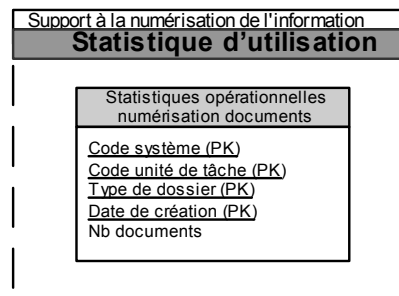 Support à la numérisation de l'information
Statistique d'utilisation
Statistiques opérationnelles
numérisation documents
Code système (PK)
Code unité de tâche (PK)
Type de dossier (PK)
Date de création (PK)
Nb documents